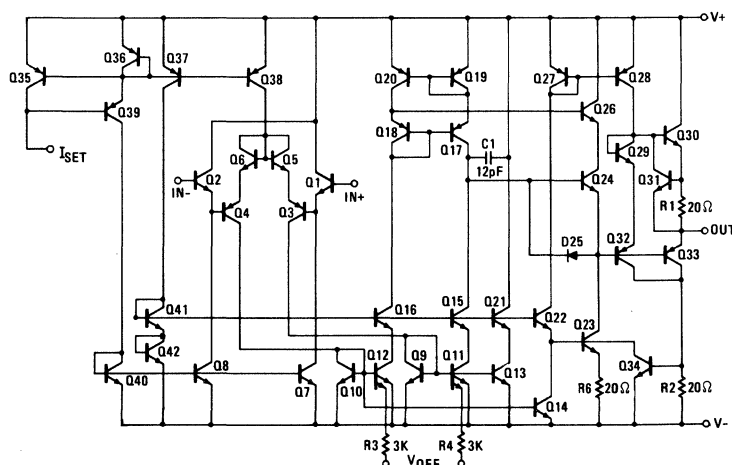 V+
Q36
Q37
Q35
Q38
Q20
Q19
Q27
Q28
Q39
Q26
Q30
I SET
Q18
Q17
C1
12pF
Q29
Q6
Q5
Q2
Q1
Q24
Q31
IN-
IN+
R1
20Ω
Q4
Q3
OUT
D25
Q32
Q33
Q41
Q16
Q15
Q21
Q22
Q42
Q23
Q34
Q40
Q8
Q7
Q12
Q9
Q11
Q13
Q10
R6
20Ω
R2
20Ω
Q14
V-
R3
3K
R4
3K
VOFF